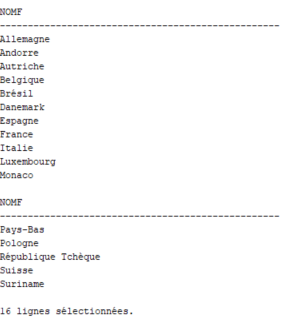 NOMF
--------------------------------------------------
Allemagne
Andorre
Autriche
Belgique
Brésil
Danemark
Espagne
France
Italie
Luxembourg
Monaco
NOMF
--------------------------------------------------
Pays-Bas
Pologne
République Tchèque
Suisse
Suriname
16 lignes sélectionnées.